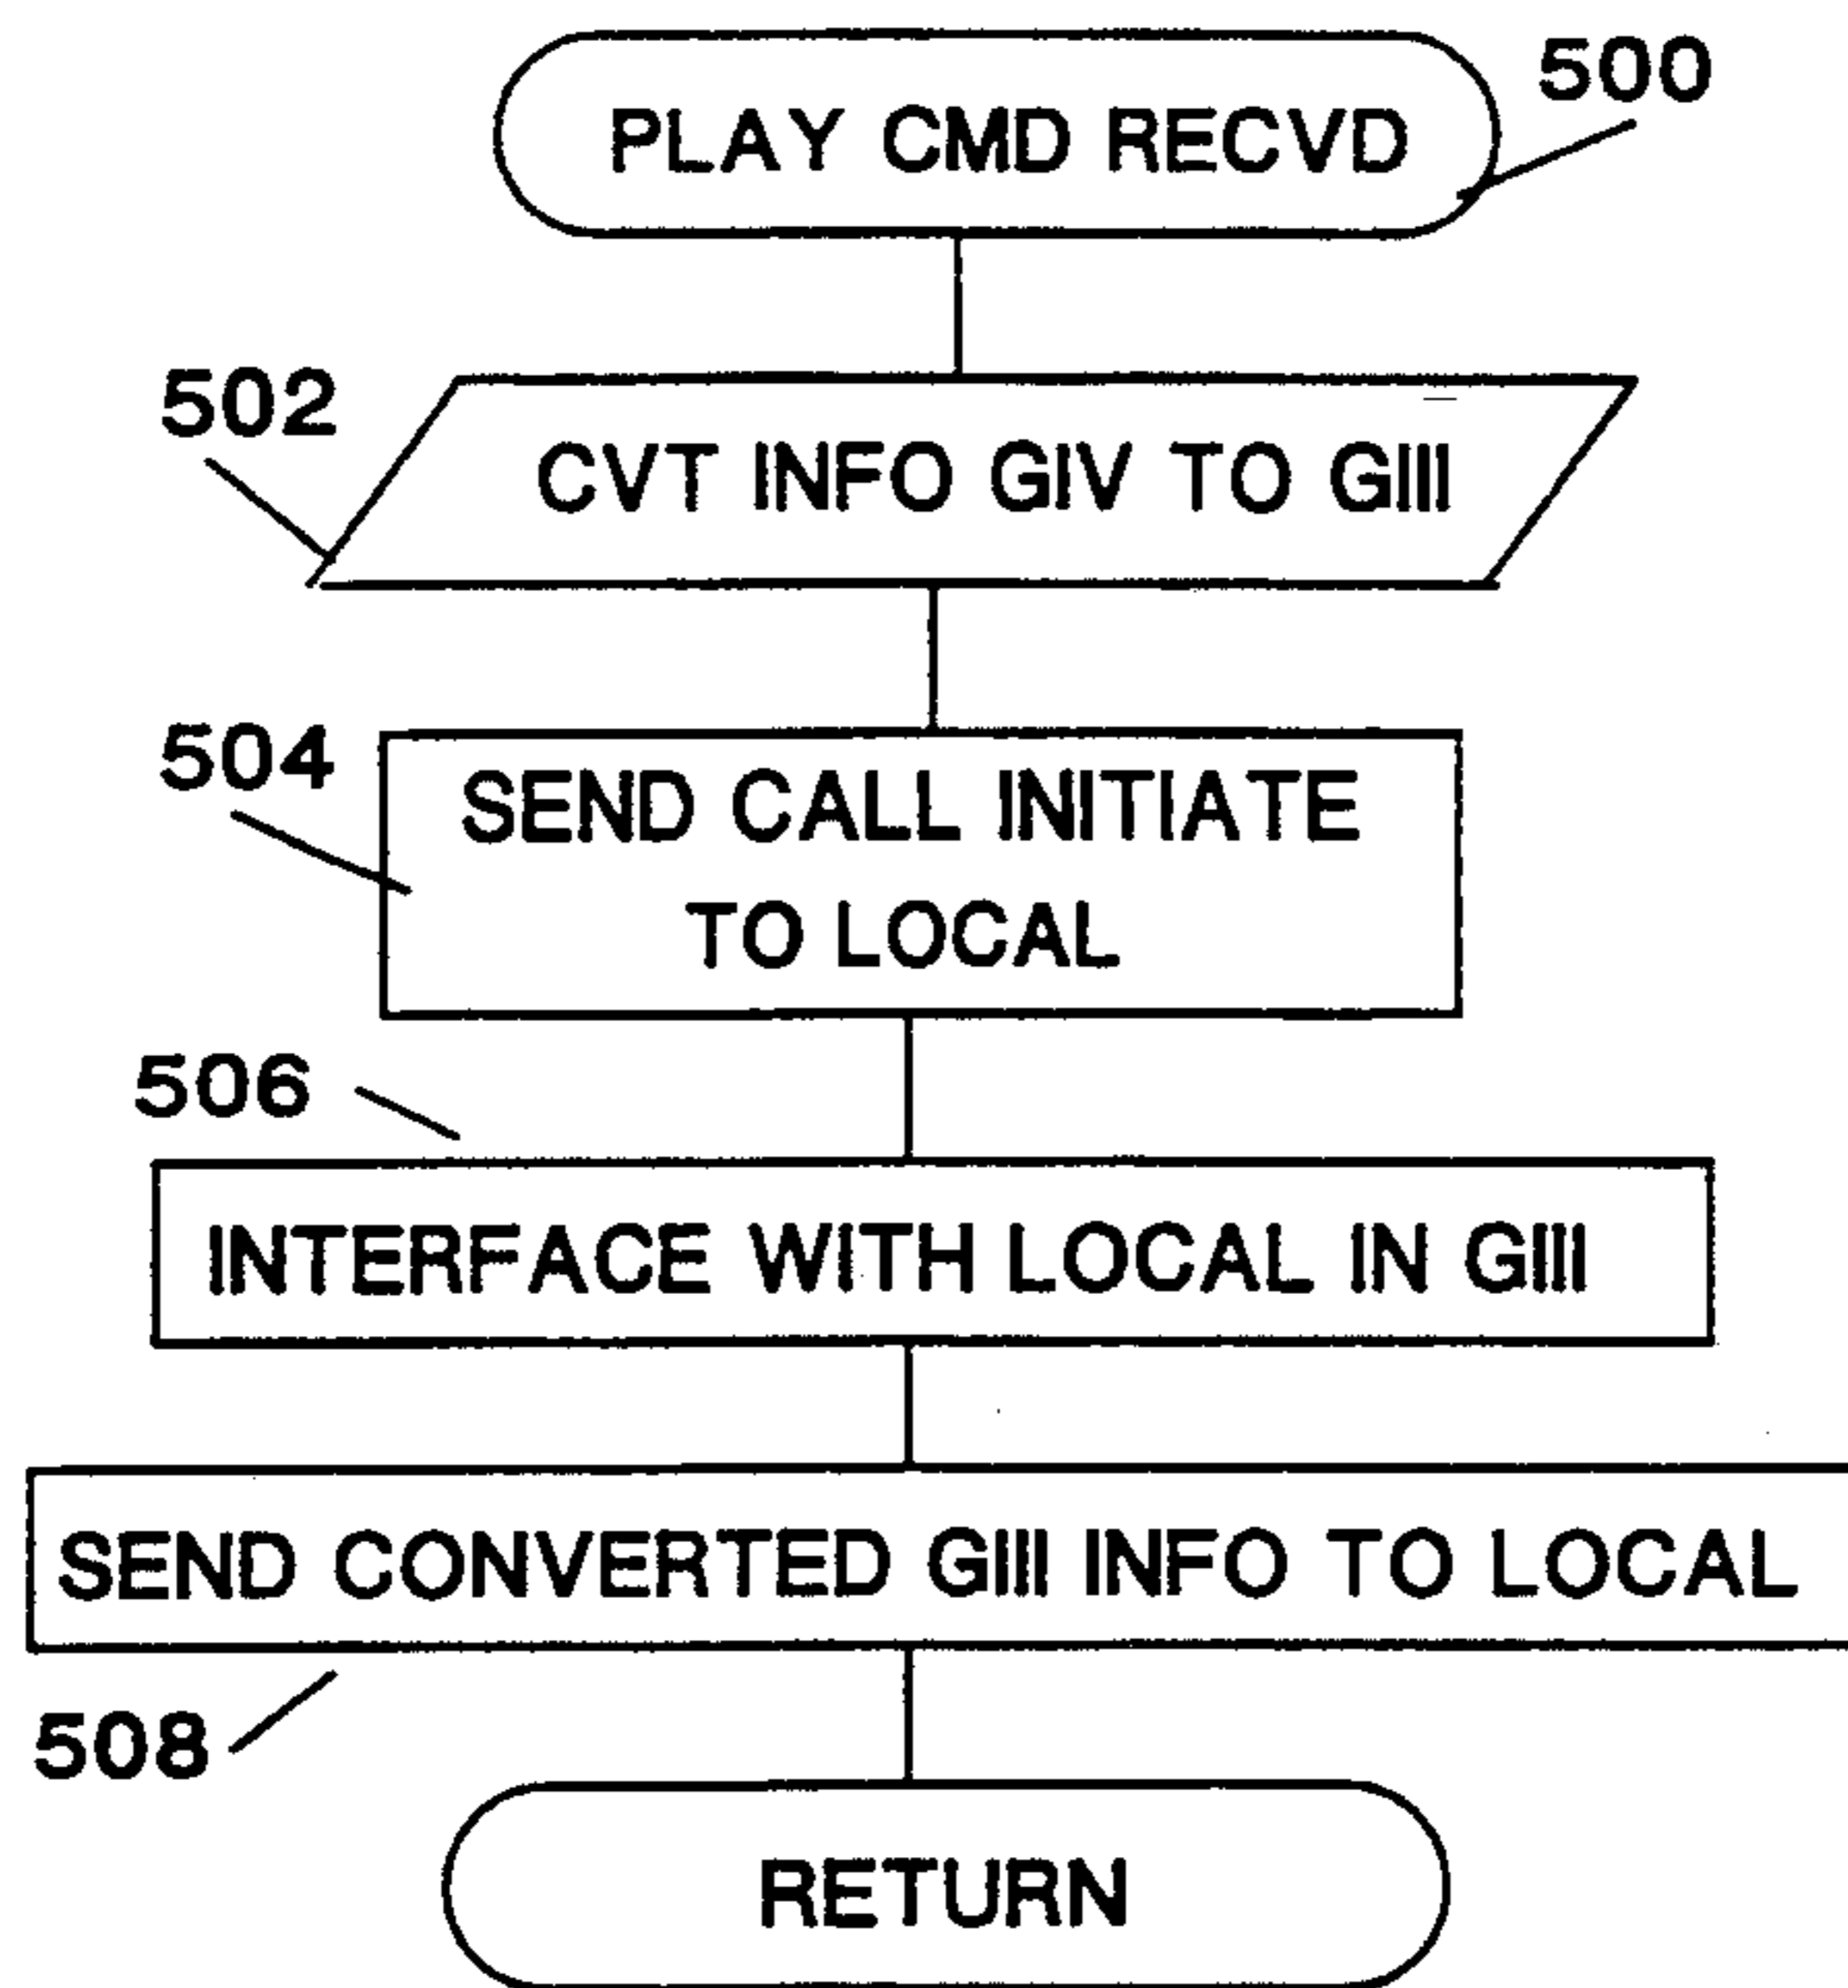 PLAY CMD RECVD
500
502
CVT INFO GIV TO GIII
504
SEND CALL INITIATE
TO LOCAL
506
INTERFACE WITH LOCAL IN GIII
SEND CONVERTED GIII INFO TO LOCAL
508
RETURN